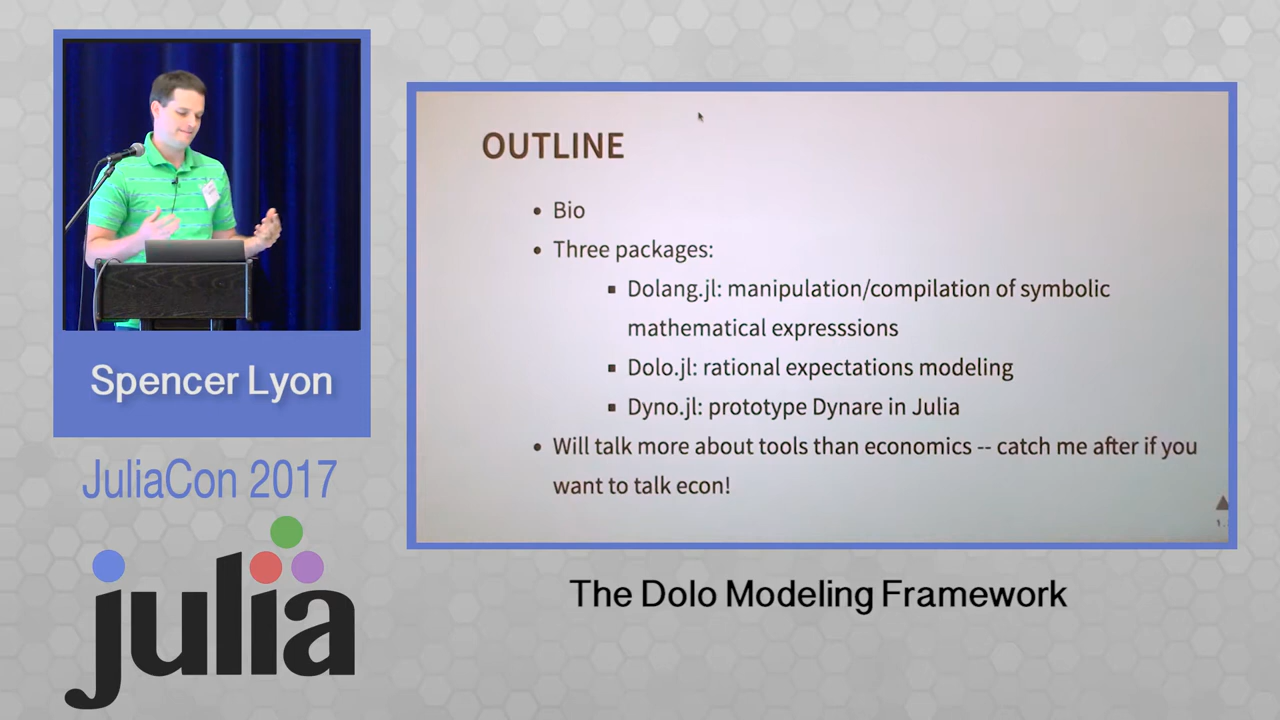 Spencer Lyon
JuliaCon 2017
julia
OUTLINE
• Bio
• Three packages:
▪ Dolang.jl: manipulation/compilation of symbolic
mathematical expresssions
▪ Dolo.jl: rational expectations modeling
▪ Dyno.jl: prototype Dynare in Julia
• Will talk more about tools than economics -- catch me after if you
want to talk econ!
The Dolo Modeling Framework